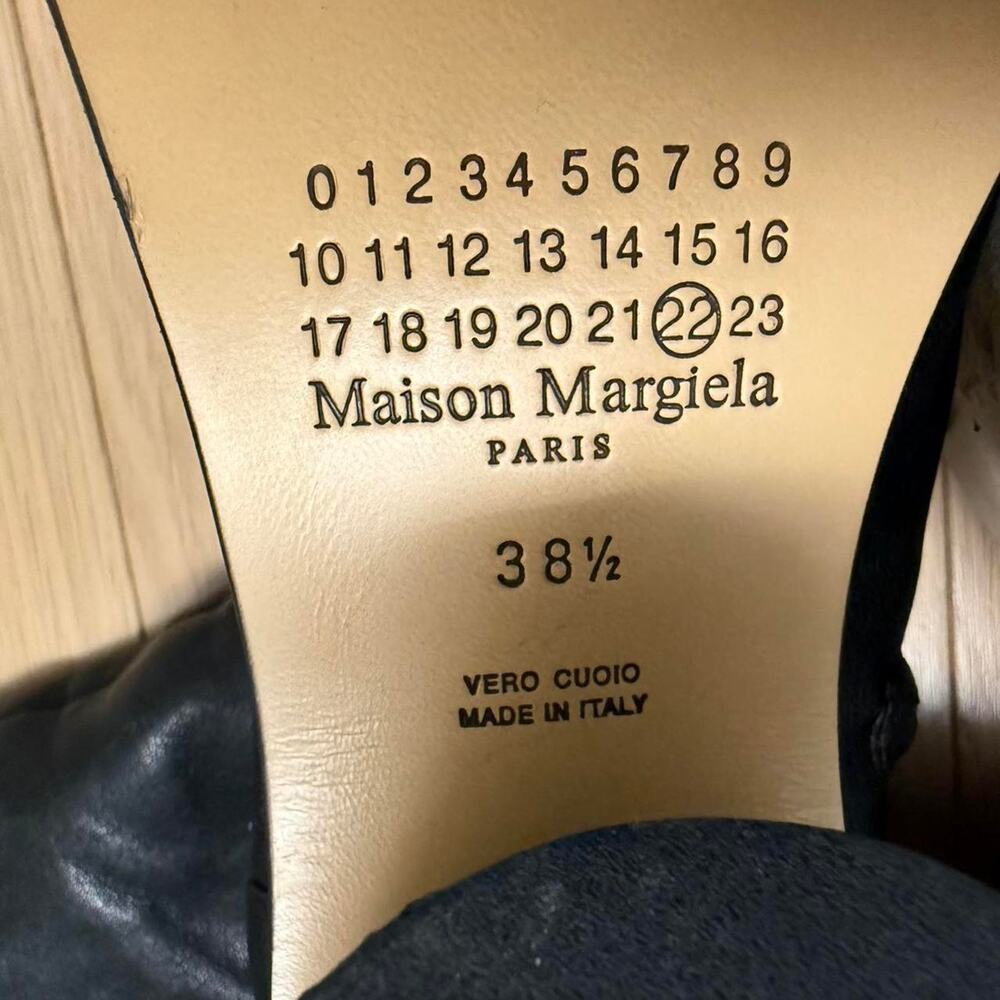 0 1 2 3 4 5 6 7 8 9
10 11 12 13 14 15 16
17 18 19 20 21 22 23
Maison Margiela
PARIS
38½
VERO CUOIO
MADE IN ITALY